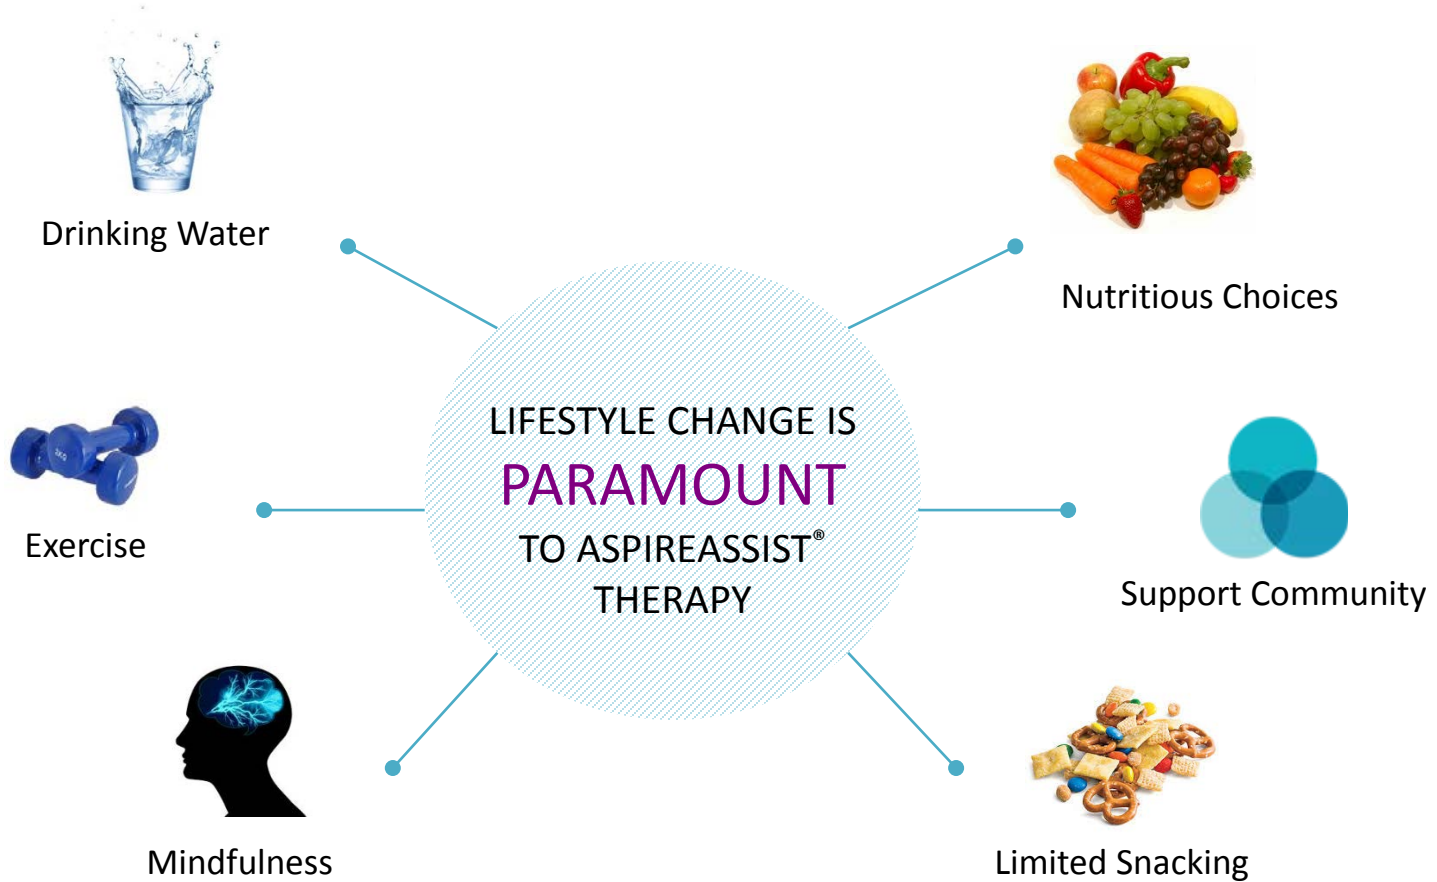 Drinking Water
Nutritious Choices
LIFESTYLE CHANGE IS
PARAMOUNT
TO ASPIREASSIST®
THERAPY
Exercise
Support Community
Mindfulness
Limited Snacking